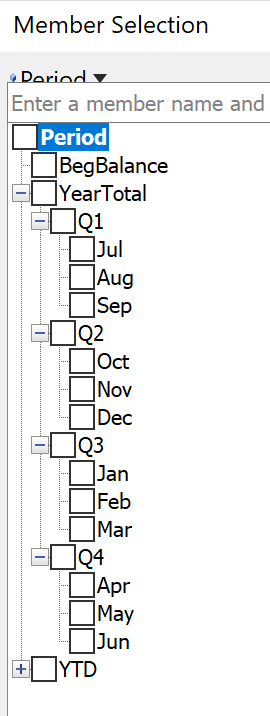 Member Selection
Period
Enter a member name and
Period
BegBalance
YearTotal
Q1
Jul
Aug
Sep
Q2
Oct
Nov
Dec
Q3
Jan
Feb
Mar
Q4
Apr
May
Jun
YTD